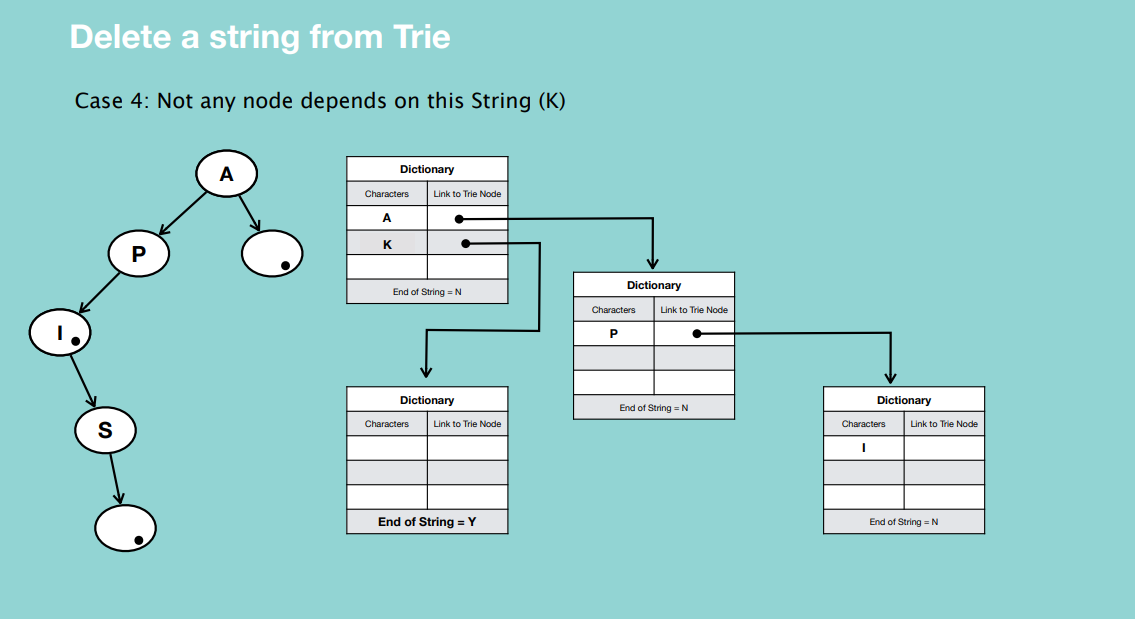 Delete a string from Trie
Case 4: Not any node depends on this String (K)
A
P
I
S
Dictionary
Characters Link to Trie Node
A
K
End of String = N
Dictionary
Characters Link to Trie Node
P
End of String = N
Dictionary
Characters Link to Trie Node
End of String = Y
Dictionary
Characters Link to Trie Node
I
End of String = N